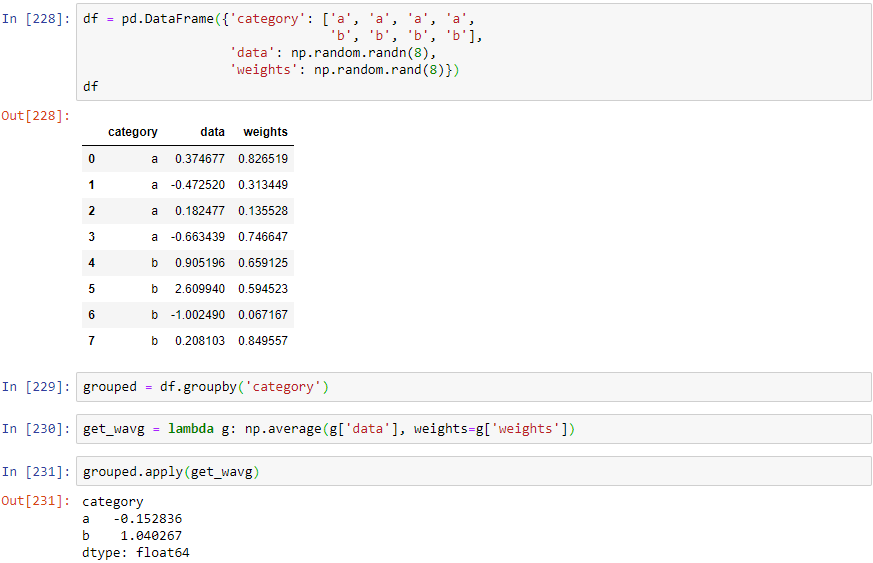 In [228]: df = pd.DataFrame({'category': ['a', 'a', 'a', 'a',
'b', 'b', 'b', 'b'],
'data': np.random.randn(8),
'weights': np.random.rand(8)})
df
Out[228]:
category data weights
0 a 0.374677 0.826519
1 a -0.472520 0.313449
2 a 0.182477 0.135528
3 a -0.663439 0.746647
4 b 0.905196 0.659125
5 b 2.609940 0.594523
6 b -1.002490 0.067167
7 b 0.208103 0.849557
In [229]: grouped = df.groupby('category')
In [230]: get_wavg = lambda g: np.average(g['data'], weights=g['weights'])
In [231]: grouped.apply(get_wavg)
Out[231]: category
a -0.152836
b 1.040267
dtype: float64